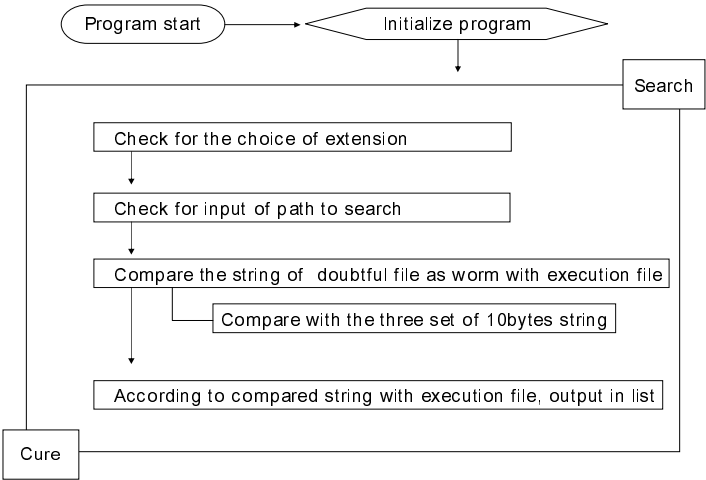 Program start
Initialize program
Search
Check for the choice of extension
Check for input of path to search
Compare the string of doubtful file as worm with execution file
Compare with the three set of 10bytes string
According to compared string with execution file, output in list
Cure